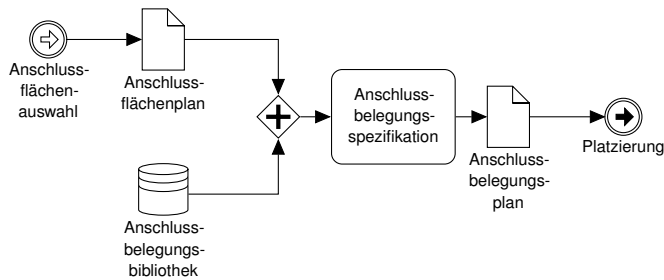 Anschluss-
flächen-
auswahl
Anschluss-
flächenplan
Anschluss-
belegungs-
bibliothek
Anschluss-
belegungs-
spezifikation
Anschluss-
belegungs-
plan
Platzierung